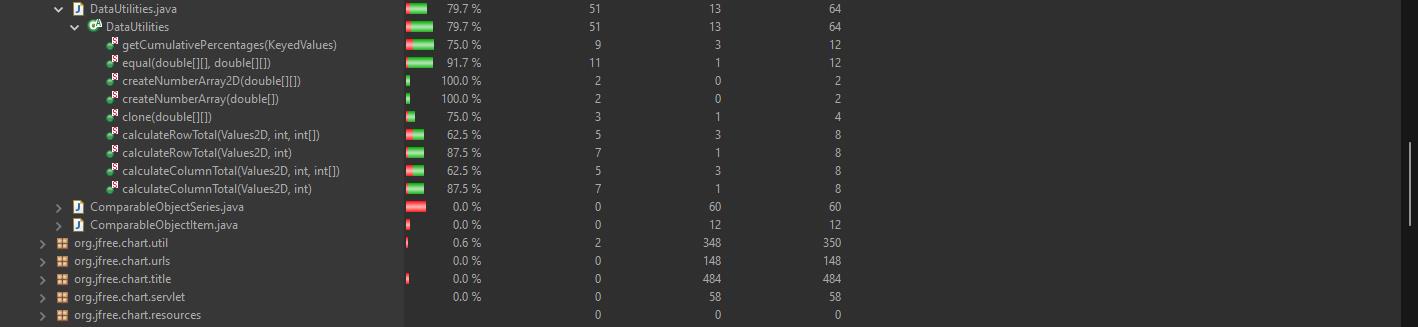 DataUtilities.java 79.7 % 51 13 64
DataUtilities 79.7 % 51 13 64
getCumulativePercentages(KeyedValues) 75.0 % 9 3 12
equal(double[][], double[][]) 91.7 % 11 1 12
createNumberArray2D(double[][]) 100.0 % 2 0 2
createNumberArray(double[]) 100.0 % 2 0 2
clone(double[][]) 75.0 % 3 1 4
calculateRowTotal(Values2D, int, int[]) 62.5 % 5 3 8
calculateRowTotal(Values2D, int) 87.5 % 7 1 8
calculateColumnTotal(Values2D, int, int[]) 62.5 % 5 3 8
calculateColumnTotal(Values2D, int) 87.5 % 7 1 8
ComparableObjectSeries.java 0.0 % 0 60 60
ComparableObjectItem.java 0.0 % 0 12 12
org.jfree.chart.util 0.6 % 2 348 350
org.jfree.chart.urls 0.0 % 0 148 148
org.jfree.chart.title 0.0 % 0 484 484
org.jfree.chart.servlet 0.0 % 0 58 58
org.jfree.chart.resources 0 0 0